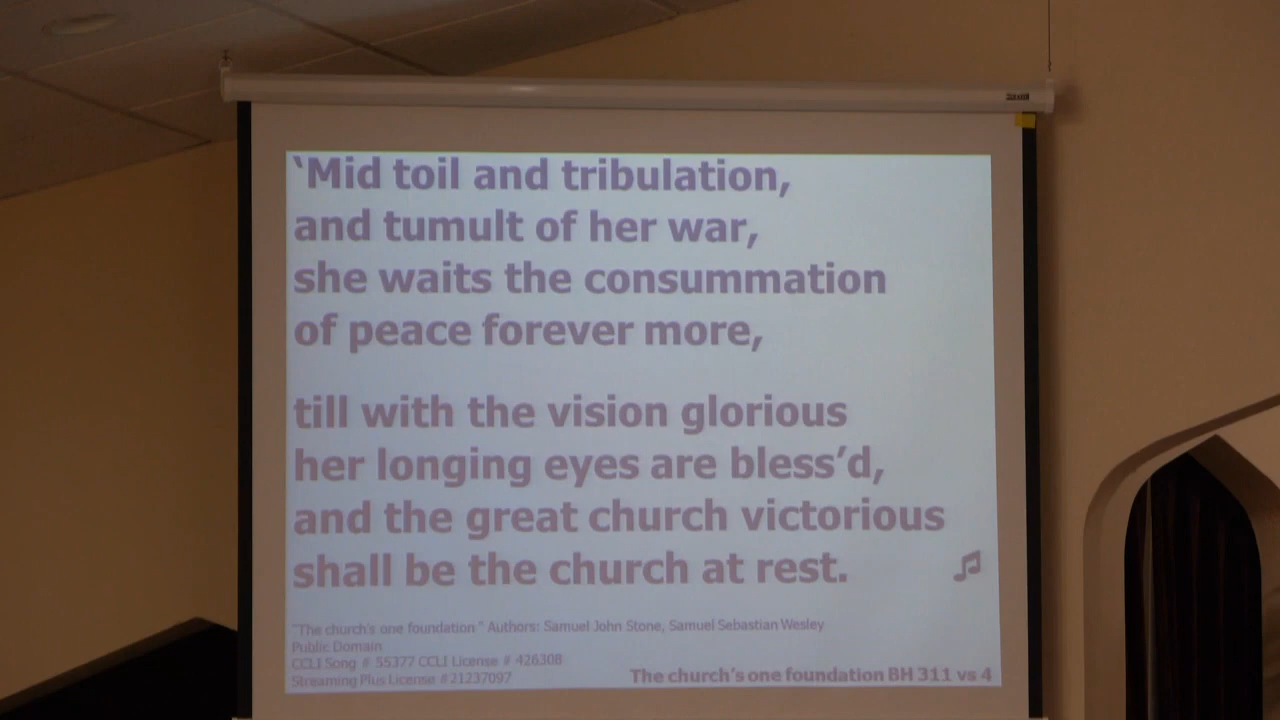 ‘Mid toil and tribulation,
and tumult of her war,
she waits the consummation
of peace forever more,
till with the vision glorious
her longing eyes are bless’d,
and the great church victorious
shall be the church at rest.
"The church's one foundation " Authors: Samuel John Stone, Samuel Sebastian Wesley
Public Domain
CCLI Song # 55377 CCLI License # 426308
Streaming Plus License #21237097
The church’s one foundation BH 311 vs 4